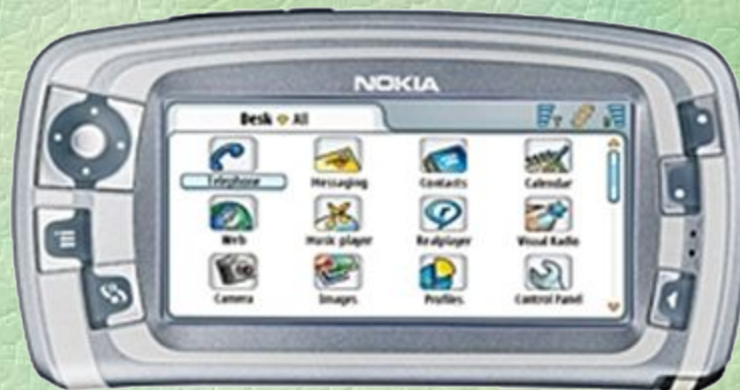 NOKIA
Desk All
Telephone Messaging Contacts Calendar
Web Music player Realplayer Visual Radio
Camera Images Profiles Control Panel